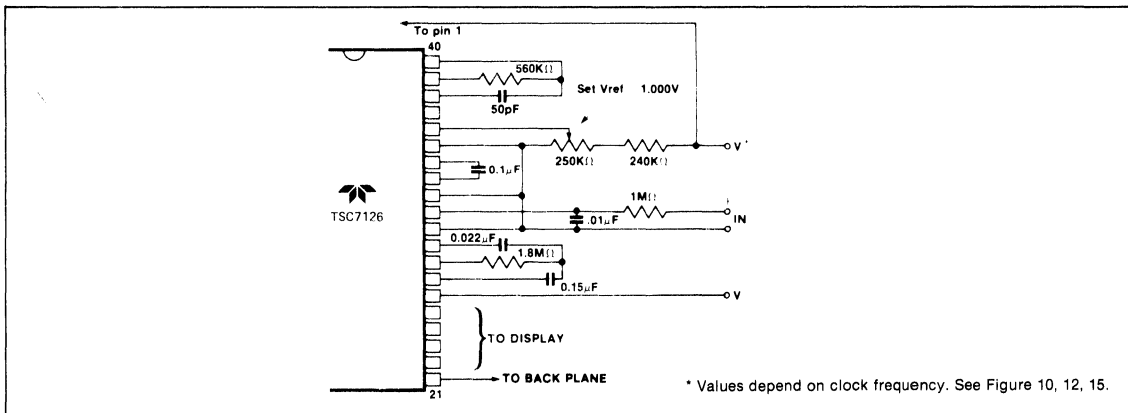 To pin 1
40
560KΩ
50pF
Set Vref 1.000V
250KΩ
240KΩ
V+
0.1µF
TSC7126
1MΩ
.01µF
IN
0.022µF
1.8MΩ
0.15µF
V
TO DISPLAY
TO BACK PLANE
21
* Values depend on clock frequency. See Figure 10, 12, 15.